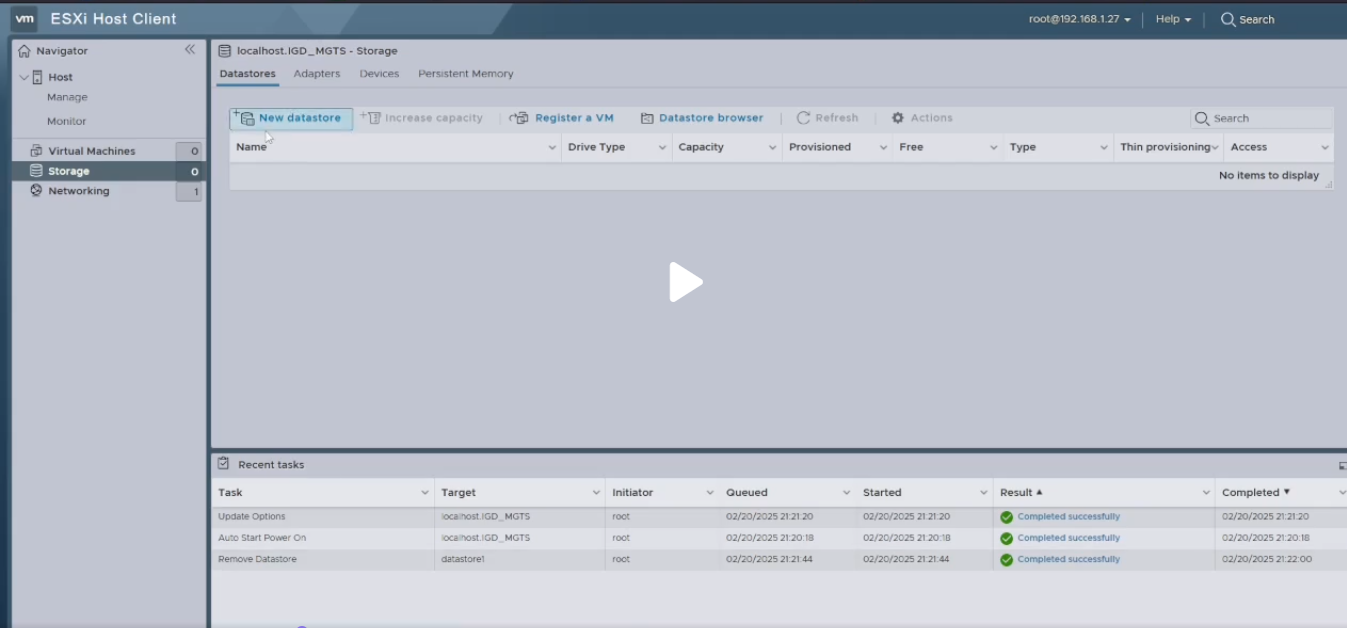 vm ESXi Host Client root@192.168.1.27 Help Search
Navigator
Host
Manage
Monitor
Virtual Machines 0
Storage 0
Networking 1
localhost.IGD_MGTS - Storage
Datastores Adapters Devices Persistent Memory
New datastore Increase capacity Register a VM Datastore browser Refresh Actions Search
Name Drive Type Capacity Provisioned Free Type Thin provisioning Access
No items to display
Recent tasks
Task Target Initiator Queued Started Result Completed
Update Options localhost.IGD_MGTS root 02/20/2025 21:21:20 02/20/2025 21:21:20 Completed successfully 02/20/2025 21:21:20
Auto Start Power On localhost.IGD_MGTS root 02/20/2025 21:20:18 02/20/2025 21:20:18 Completed successfully 02/20/2025 21:20:18
Remove Datastore datastore1 root 02/20/2025 21:21:44 02/20/2025 21:21:44 Completed successfully 02/20/2025 21:22:00